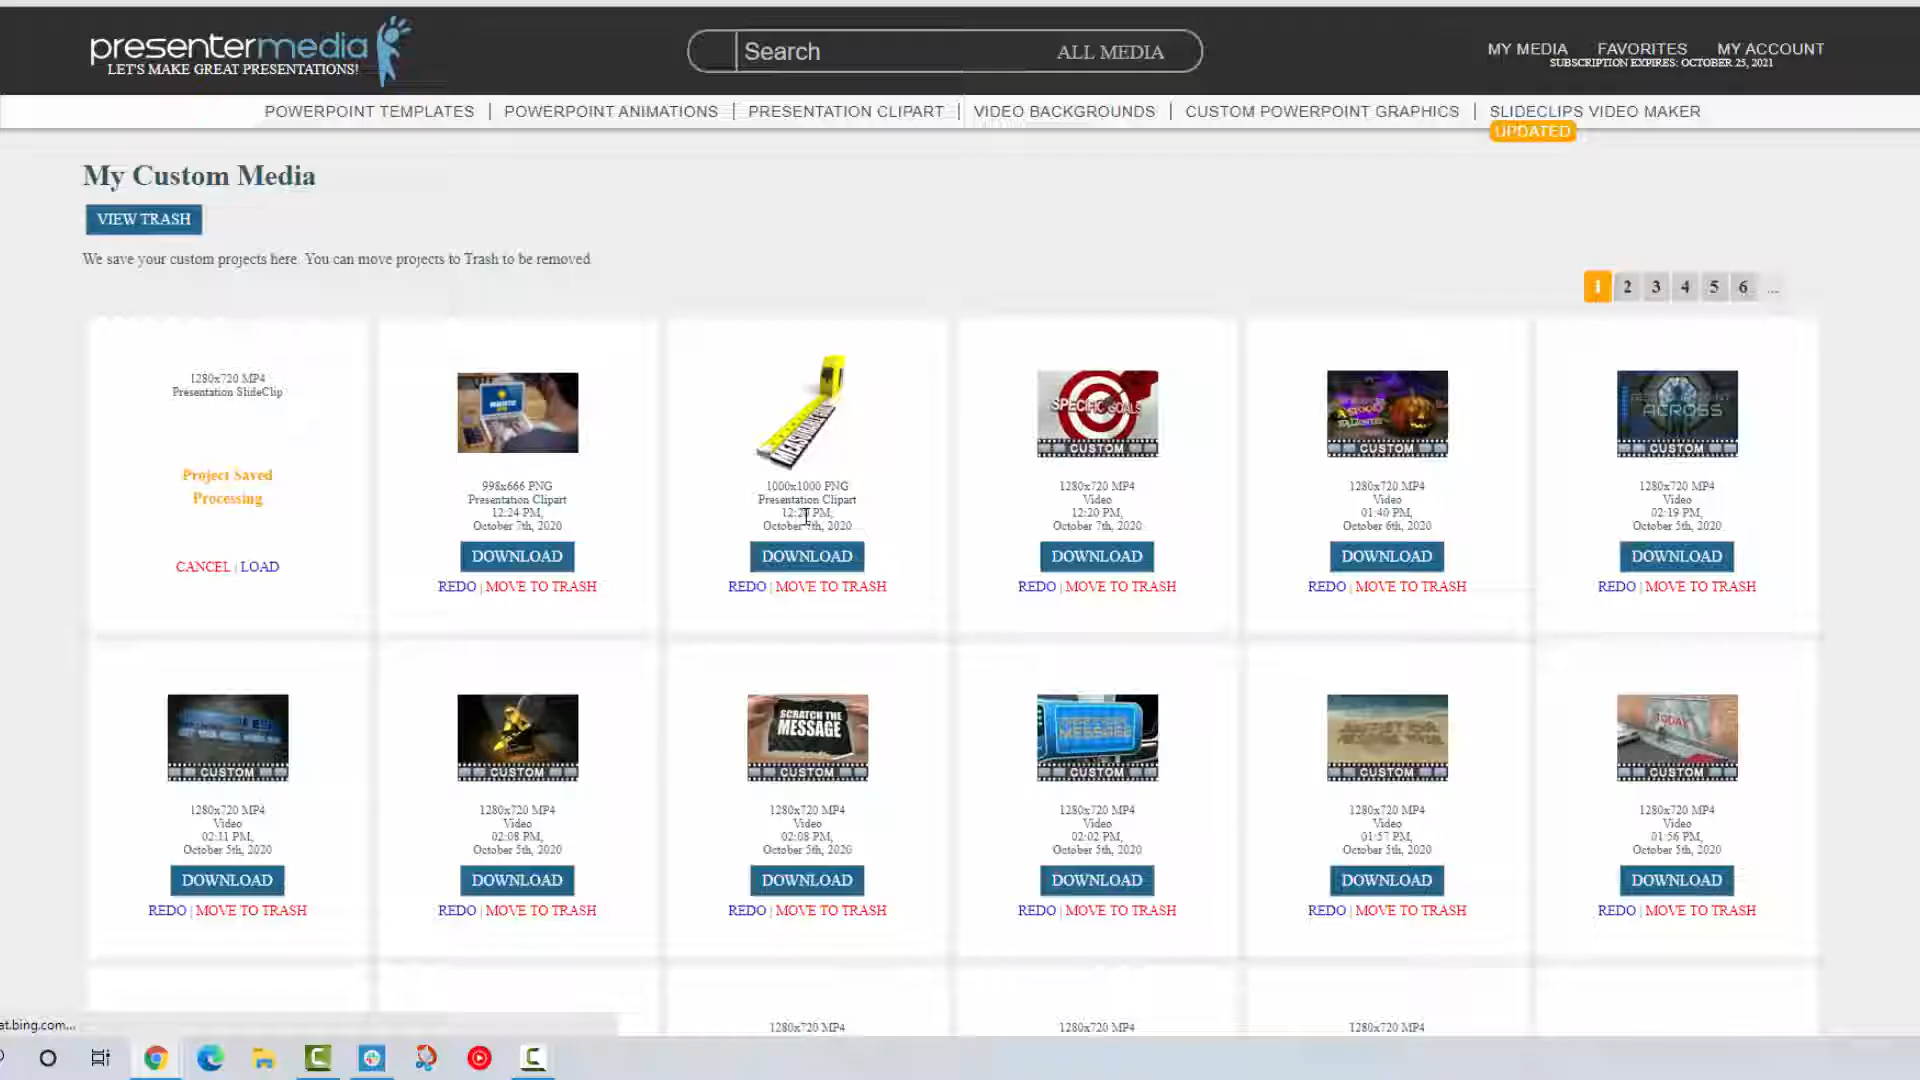 presentermedia
LET'S MAKE GREAT PRESENTATIONS!
Search
ALL MEDIA
MY MEDIA
FAVORITES
MY ACCOUNT
SUBSCRIPTION EXPIRES: OCTOBER 25, 2021
POWERPOINT TEMPLATES | POWERPOINT ANIMATIONS | PRESENTATION CLIPART | VIDEO BACKGROUNDS | CUSTOM POWERPOINT GRAPHICS | SLIDECLIPS VIDEO MAKER
UPDATED
My Custom Media
VIEW TRASH
We save your custom projects here. You can move projects to Trash to be removed
1 2 3 4 5 6 ...
1280x720 MP4
Presentation SlideClip
Project Saved
Processing
CANCEL | LOAD
998x666 PNG
Presentation Clipart
12:24 PM,
October 7th, 2020
DOWNLOAD
REDO | MOVE TO TRASH
MEASURABLE
1000x1000 PNG
Presentation Clipart
PM,
October 7th, 2020
DOWNLOAD
REDO | MOVE TO TRASH
SPECIFIC GOALS
CUSTOM
1280x720 MP4
Video
12:20 PM,
October 7th, 2020
DOWNLOAD
REDO | MOVE TO TRASH
A SPOOKY
HALLOWEEN
CUSTOM
1280x720 MP4
Video
01:40 PM,
October 6th, 2020
DOWNLOAD
REDO | MOVE TO TRASH
ACROSS
CUSTOM
1280x720 MP4
Video
02:19 PM,
October 5th, 2020
DOWNLOAD
REDO | MOVE TO TRASH
CUSTOM
1280x720 MP4
Video
02:11 PM,
October 5th, 2020
DOWNLOAD
REDO | MOVE TO TRASH
CUSTOM
1280x720 MP4
Video
02:08 PM,
October 5th, 2020
DOWNLOAD
REDO | MOVE TO TRASH
SCRATCH THE
MESSAGE
CUSTOM
1280x720 MP4
Video
02:08 PM,
October 5th, 2020
DOWNLOAD
REDO | MOVE TO TRASH
MESSAGE
CUSTOM
1280x720 MP4
Video
02:02 PM,
October 5th, 2020
DOWNLOAD
REDO | MOVE TO TRASH
CUSTOM
1280x720 MP4
Video
01:57 PM,
October 5th, 2020
DOWNLOAD
REDO | MOVE TO TRASH
TODAY
CUSTOM
1280x720 MP4
Video
01:56 PM,
October 5th, 2020
DOWNLOAD
REDO | MOVE TO TRASH
1280x720 MP4
1280x720 MP4
1280x720 MP4
at.bing.com...